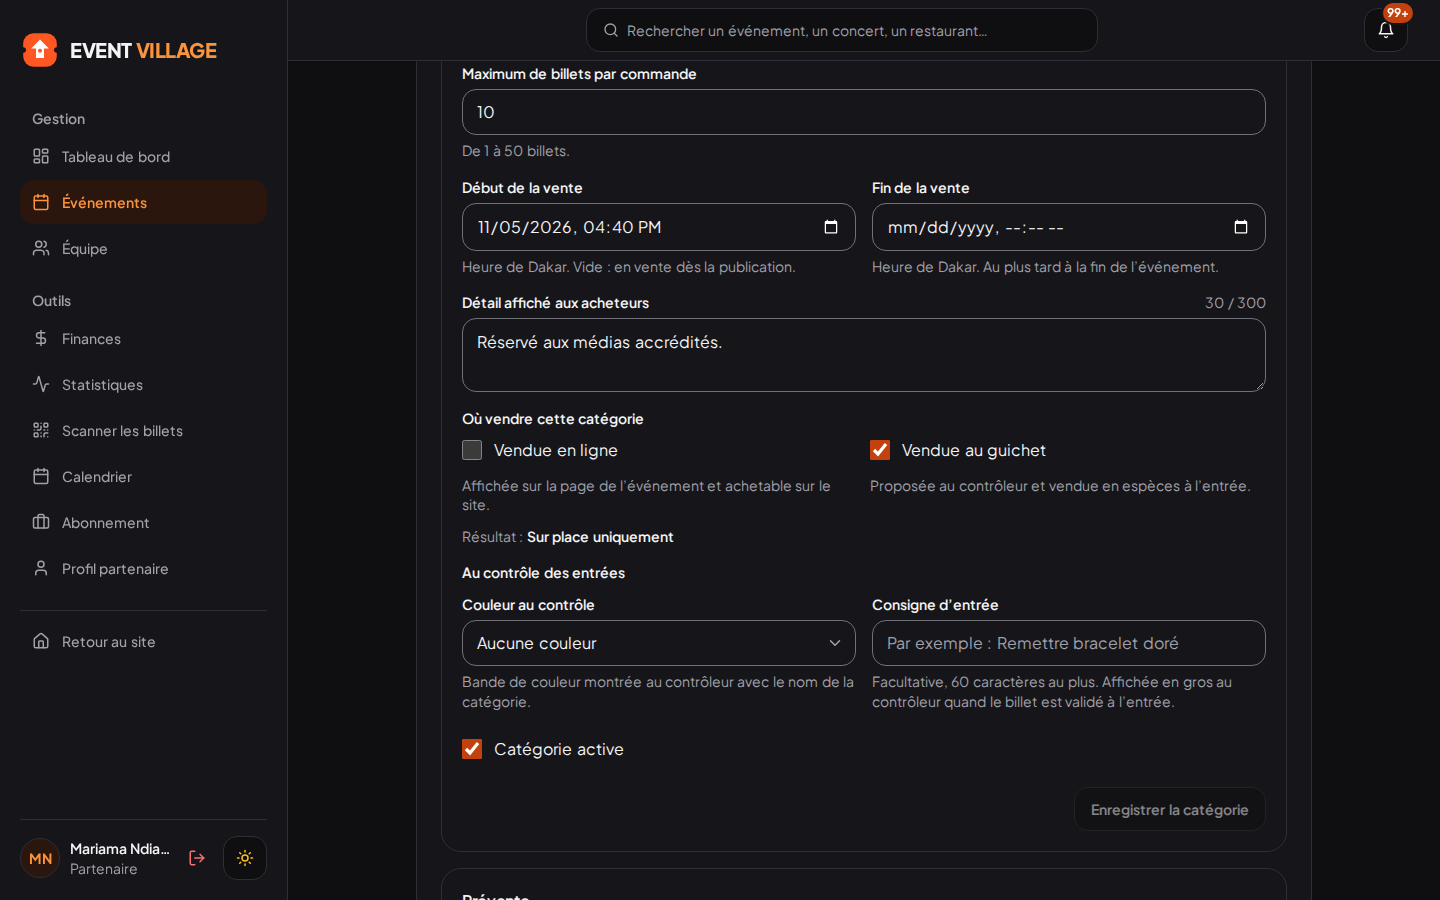 EVENT VILLAGE
Rechercher un événement, un concert, un restaurant...
99+
Gestion
Tableau de bord
Événements
Équipe
Outils
Finances
Statistiques
Scanner les billets
Calendrier
Abonnement
Profil partenaire
Retour au site
MN
Mariama Ndia...
Partenaire
Maximum de billets par commande
10
De 1 à 50 billets.
Début de la vente
Fin de la vente
11/05/2026, 04:40 PM
mm/dd/yyyy, --:-- --
Heure de Dakar. Vide : en vente dès la publication.
Heure de Dakar. Au plus tard à la fin de l’événement.
Détail affiché aux acheteurs
30 / 300
Réservé aux médias accrédités.
Où vendre cette catégorie
Vendue en ligne
Vendue au guichet
Affichée sur la page de l’événement et achetable sur le
site.
Proposée au contrôleur et vendue en espèces à l’entrée.
Résultat : Sur place uniquement
Au contrôle des entrées
Couleur au contrôle
Consigne d’entrée
Aucune couleur
Par exemple : Remettre bracelet doré
Bande de couleur montrée au contrôleur avec le nom de la
catégorie.
Facultative, 60 caractères au plus. Affichée en gros au
contrôleur quand le billet est validé à l’entrée.
Catégorie active
Enregistrer la catégorie
Prévente